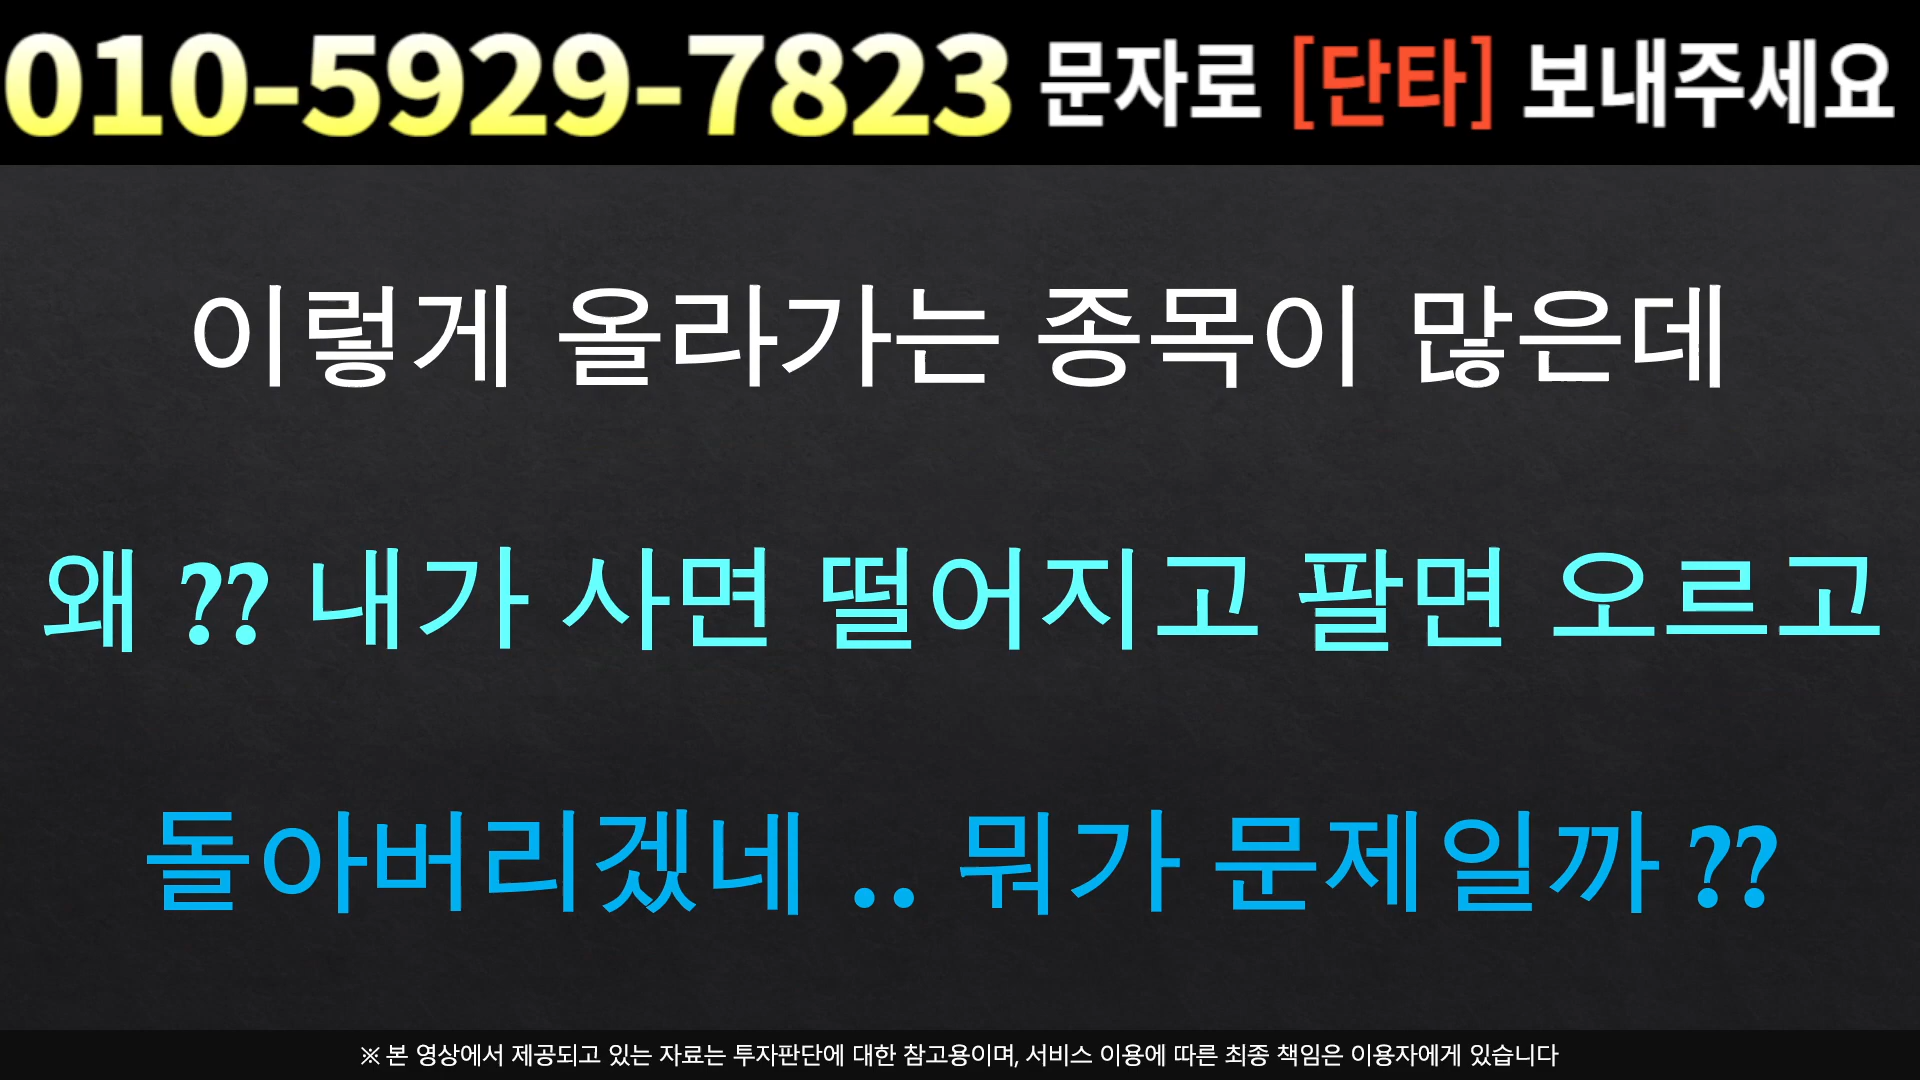 010-5929-7823 문자로 [단타] 보내주세요
이렇게 올라가는 종목이 많은데
왜 ?? 내가 사면 떨어지고 팔면 오르고
돌아버리겠네 .. 뭐가 문제일까 ??
※ 본 영상에서 제공되고 있는 자료는 투자판단에 대한 참고용이며, 서비스 이용에 따른 최종 책임은 이용자에게 있습니다